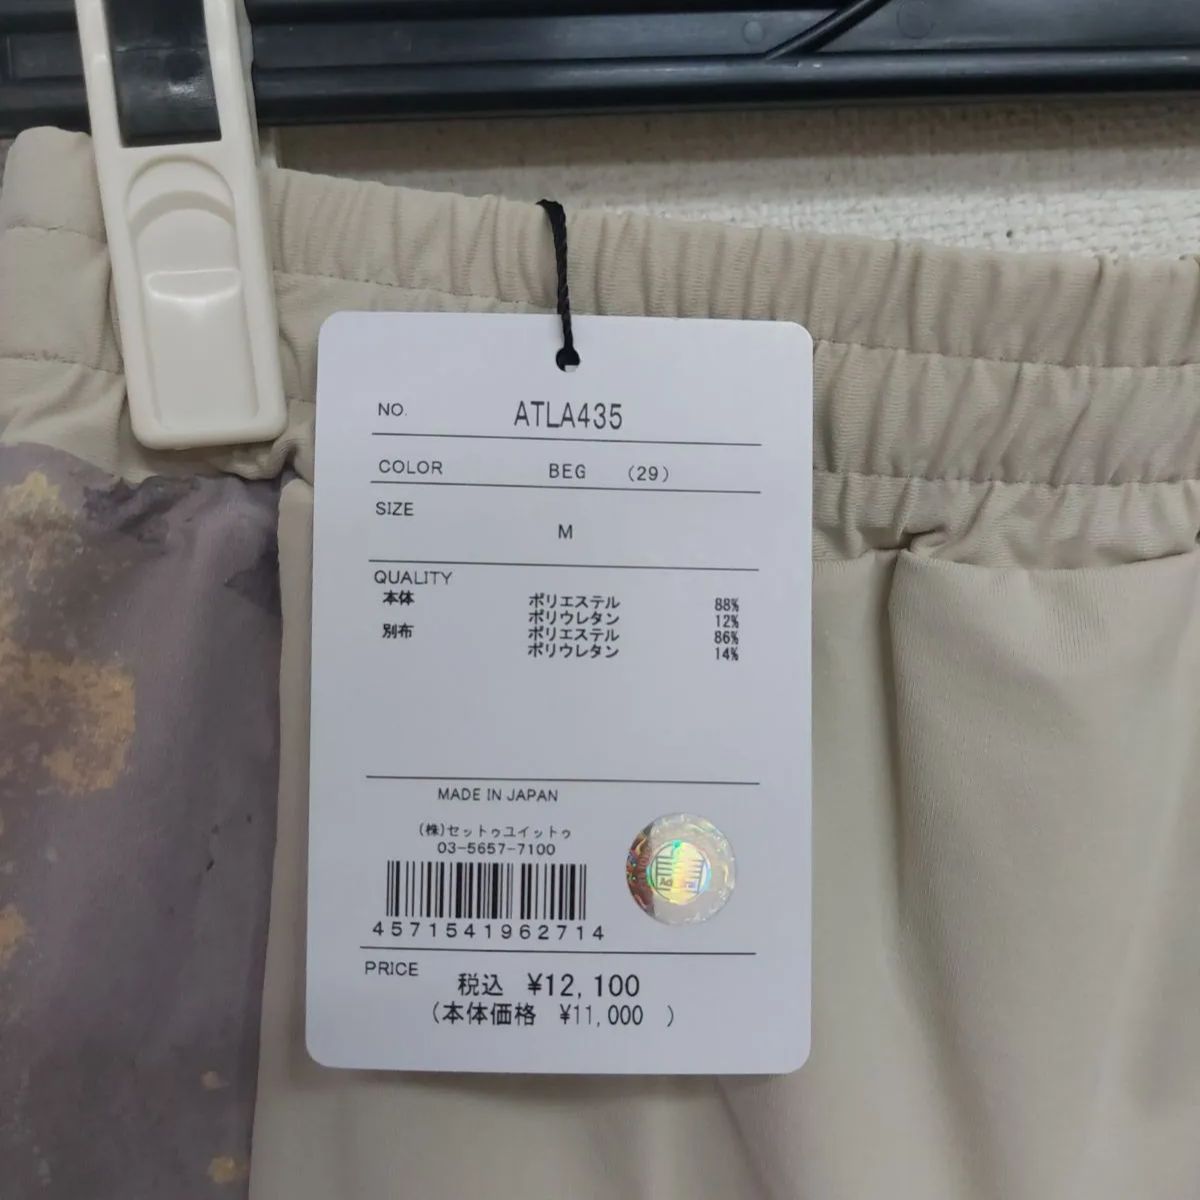 NO. ATLA435
COLOR BEG (29)
SIZE
M
QUALITY
本体 ポリエステル 88%
ポリウレタン 12%
別布 ポリエステル 86%
ポリウレタン 14%
MADE IN JAPAN
(株)セットゥユイットゥ
03-5657-7100
4571541962714
PRICE 税込 ¥12,100
(本体価格 ¥11,000 )